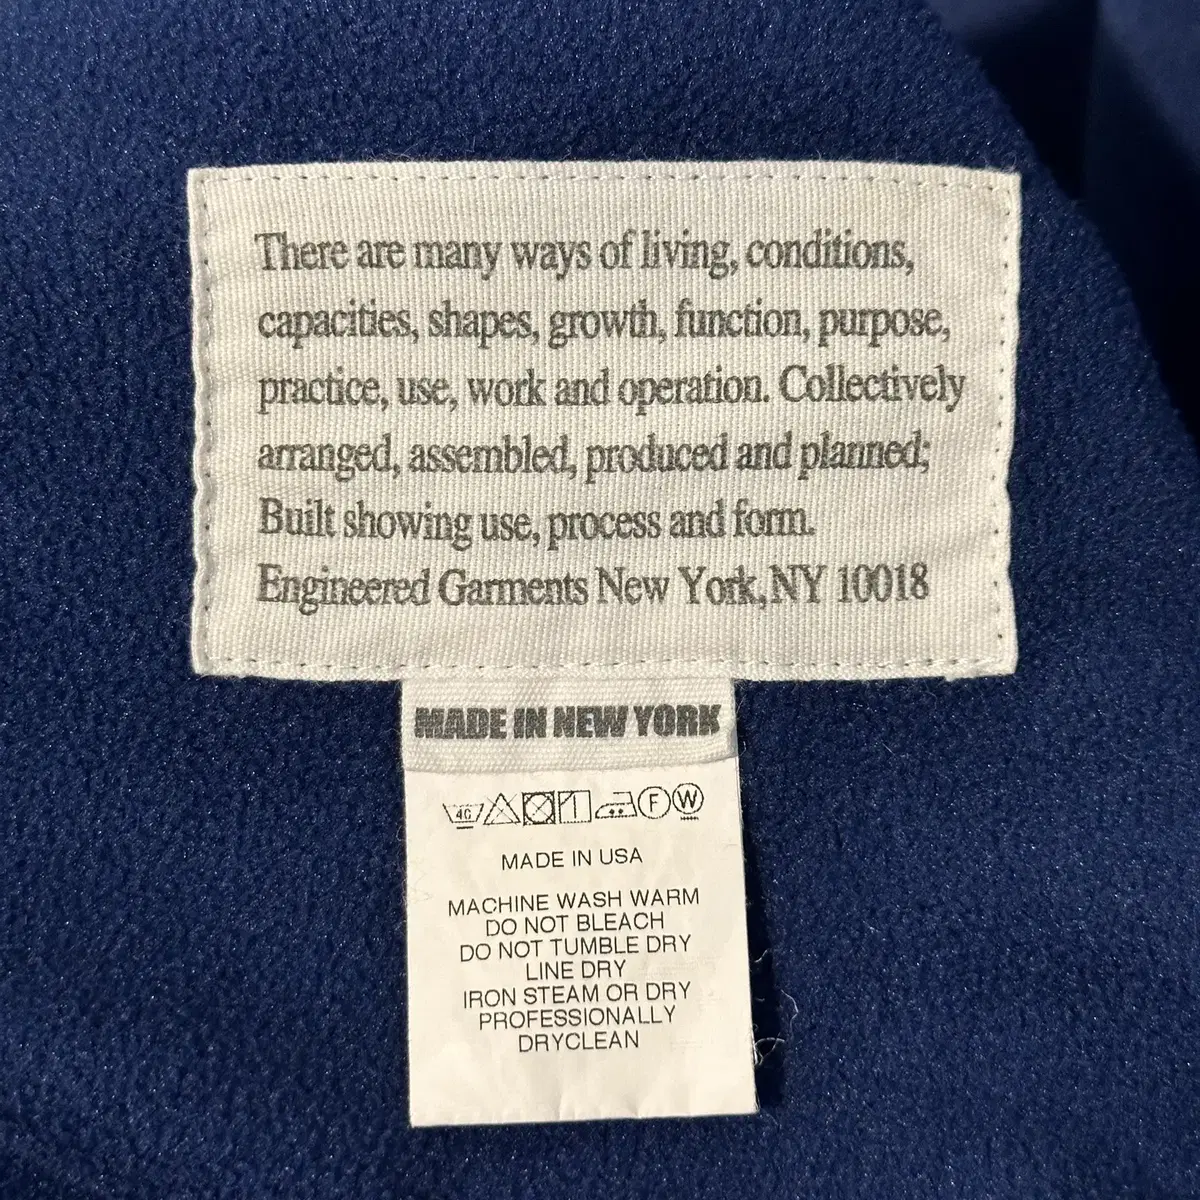 There are many ways of living, conditions,
capacities, shapes, growth, function, purpose,
practice, use, work and operation. Collectively
arranged, assembled, produced and planned;
Built showing use, process and form.
Engineered Garments New York, NY 10018
MADE IN NEW YORK
40 F W
MADE IN USA
MACHINE WASH WARM
DO NOT BLEACH
DO NOT TUMBLE DRY
LINE DRY
IRON STEAM OR DRY
PROFESSIONALLY
DRYCLEAN